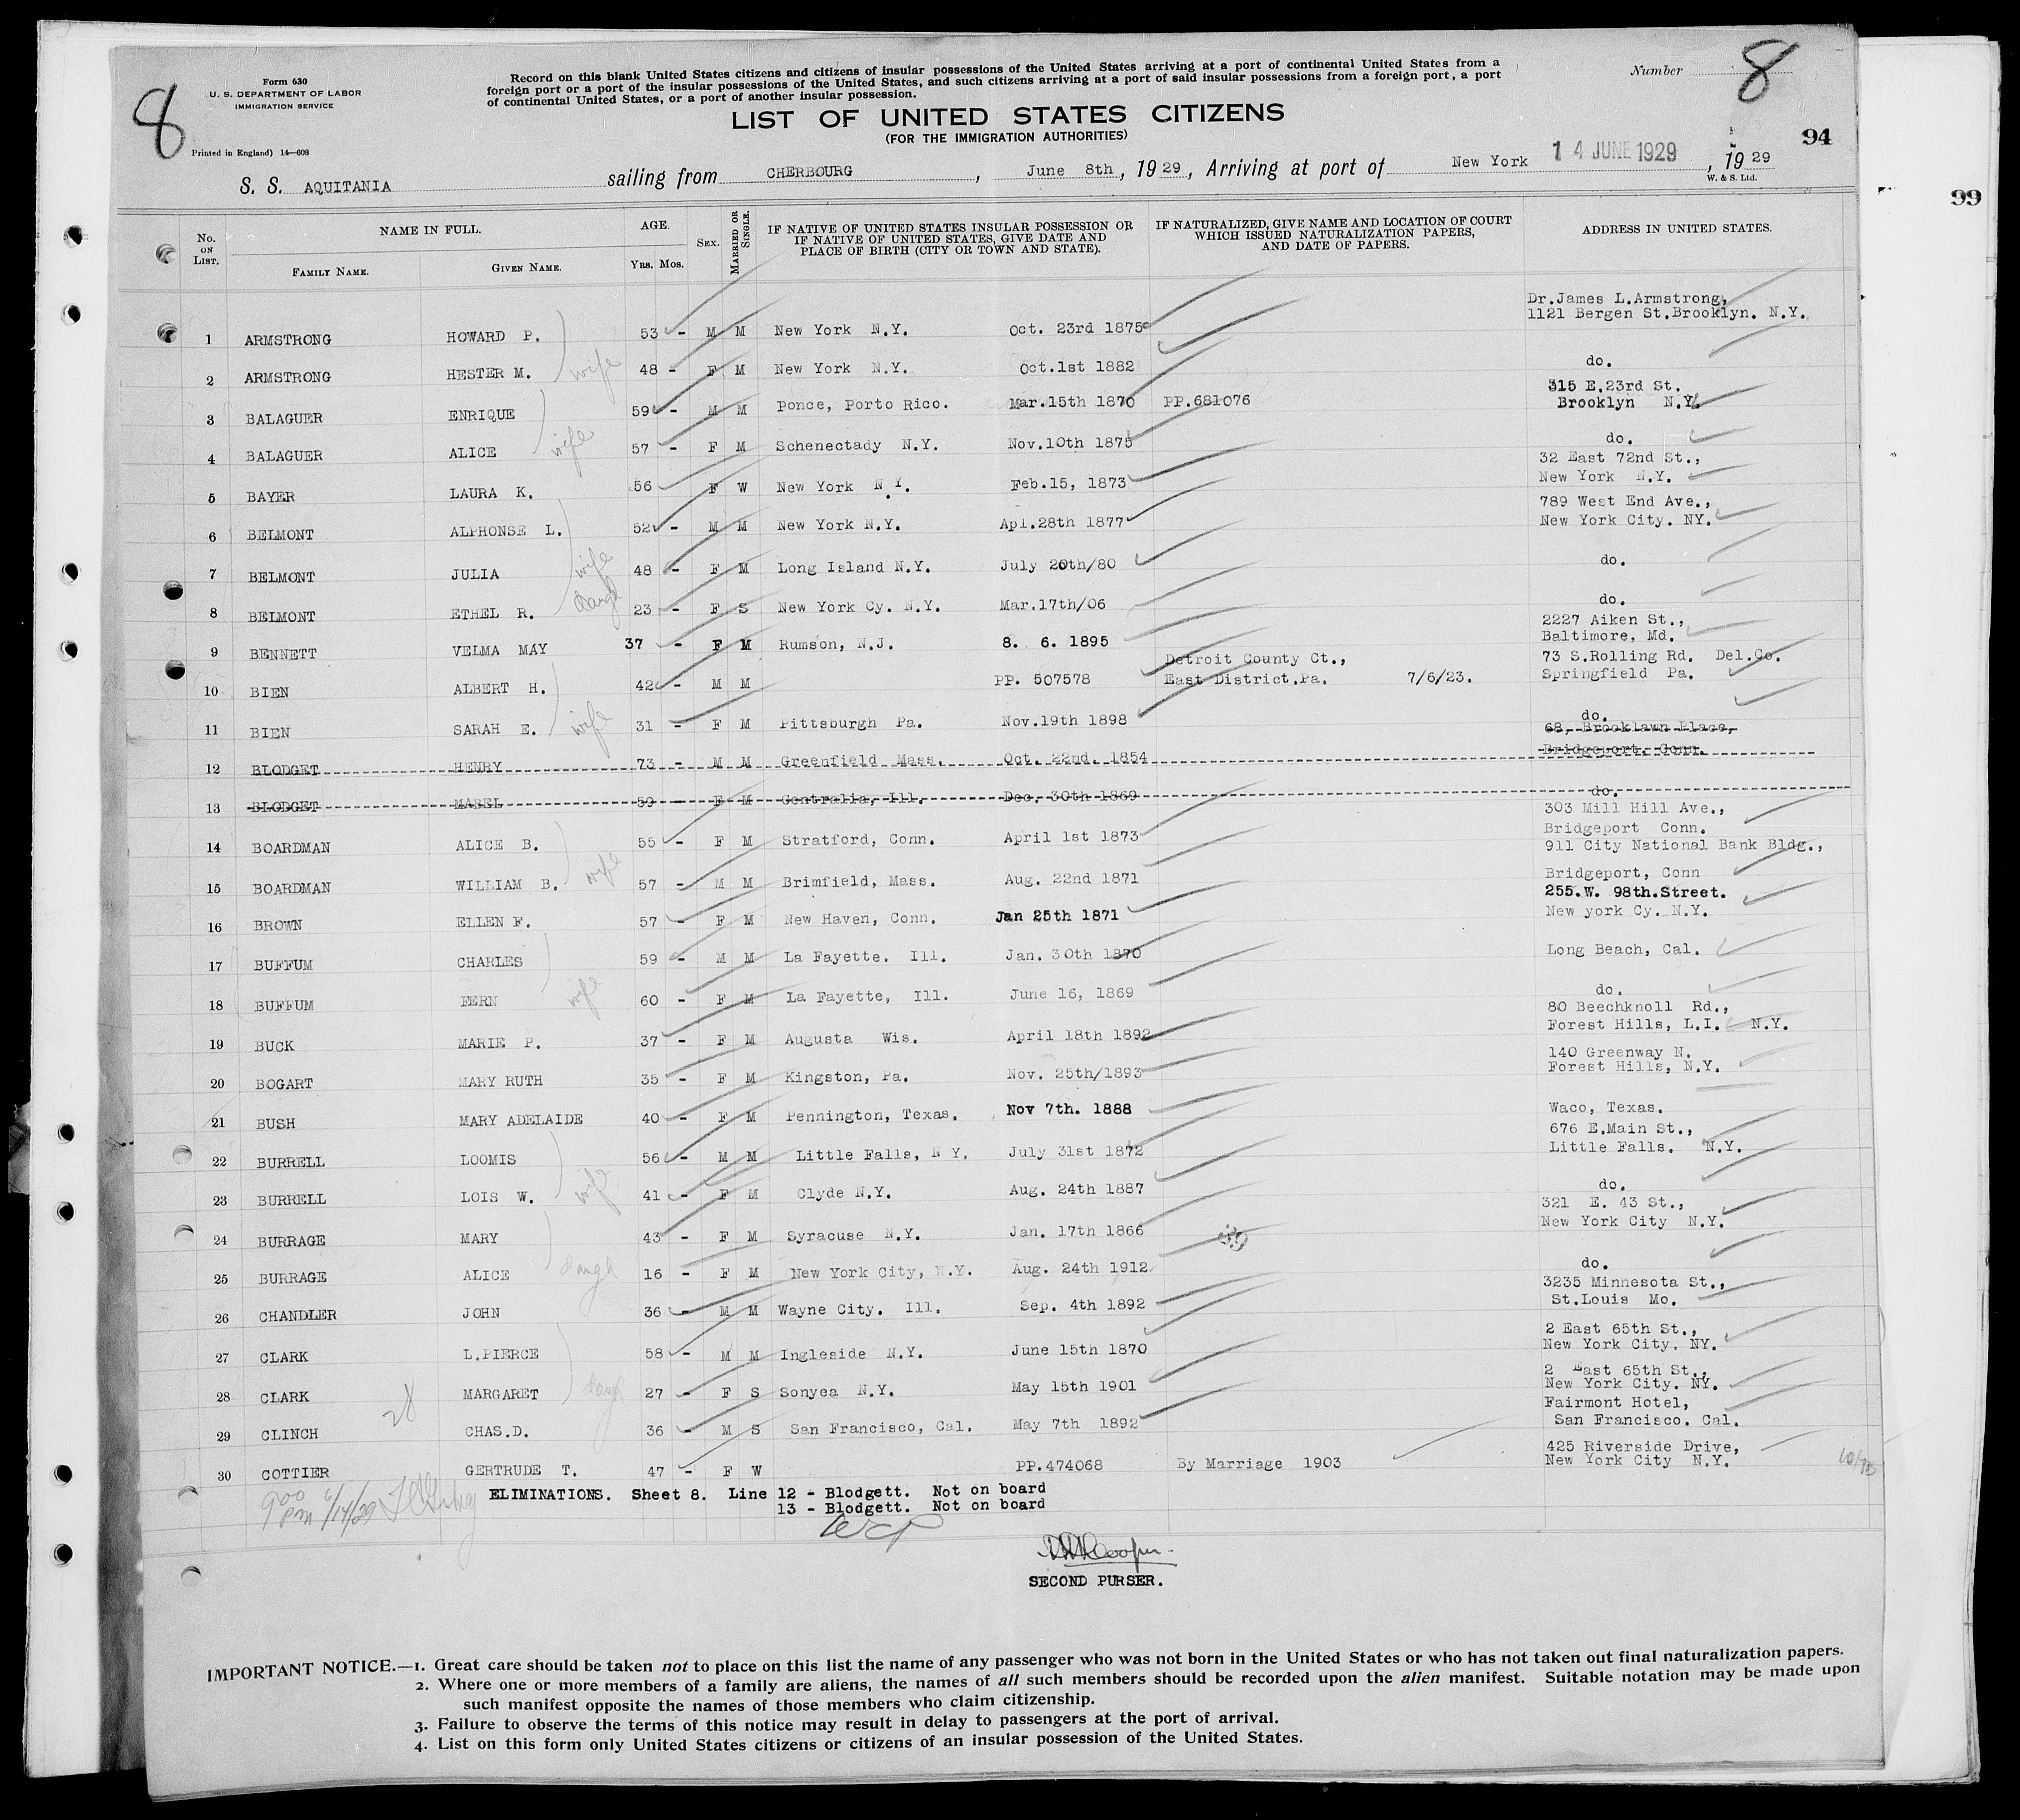 8
Form 630
U. S. DEPARTMENT OF LABOR
IMMIGRATION SERVICE
Printed in England) 14—608
Record on this blank United States citizens and citizens of insular possessions of the United States arriving at a port of continental United States from a
foreign port or a port of the insular possessions of the United States, and such citizens arriving at a port of said insular possessions from a foreign port, a port
of continental United States, or a port of another insular possession.
Number 8
LIST OF UNITED STATES CITIZENS
(FOR THE IMMIGRATION AUTHORITIES)
94
99
S. S. AQUITANIA sailing from CHERBOURG, June 8th, 1929, Arriving at port of New York 14 JUNE 1929, 1929
W. & S. Ltd.
No. ON LIST. NAME IN FULL. FAMILY NAME. GIVEN NAME. AGE. YRS. MOS. SEX. MARRIED OR SINGLE. IF NATIVE OF UNITED STATES INSULAR POSSESSION OR IF NATIVE OF UNITED STATES, GIVE DATE AND PLACE OF BIRTH (CITY OR TOWN AND STATE). IF NATURALIZED, GIVE NAME AND LOCATION OF COURT WHICH ISSUED NATURALIZATION PAPERS, AND DATE OF PAPERS. ADDRESS IN UNITED STATES.
1 ARMSTRONG HOWARD P. 53 - M M New York N.Y. Oct. 23rd 1875 Dr.James L.Armstrong, 1121 Bergen St.Brooklyn. N.Y.
2 ARMSTRONG HESTER M. wife 48 - F M New York N.Y. Oct.1st 1882 do.
3 BALAGUER ENRIQUE 59 - M M Ponce, Porto Rico. Mar.15th 1870 PP.681076 315 E.23rd St. Brooklyn N.Y.
4 BALAGUER ALICE wife 57 - F M Schenectady N.Y. Nov.10th 1875 do.
5 BAYER LAURA K. 56 F W New York N.Y. Feb.15, 1873 32 East 72nd St., New York N.Y.
6 BELMONT ALPHONSE L. 52 - M M New York N.Y. Apl.28th 1877 789 West End Ave., New York City. NY.
7 BELMONT JULIA wife 48 - F M Long Island N.Y. July 20th/80 do.
8 BELMONT ETHEL R. daugh 23 - F S New York Cy. N.Y. Mar.17th/06 do.
9 BENNETT VELMA MAY 37 - F M Rumson, N.J. 8. 6. 1895 2227 Aiken St., Baltimore, Md.
10 BIEN ALBERT H. 42 - M M PP. 507578 Detroit County Ct., East District.Pa. 7/6/23. 73 S.Rolling Rd. Del.Co. Springfield Pa.
11 BIEN SARAH E. wife 31 - F M Pittsburgh Pa. Nov.19th 1898 do.
12 BLODGET HENRY 73 - M M Greenfield Mass. Oct. 22nd. 1854 68, Brooklawn Place, Bridgeport. Conn.
13 BLODGET MABEL 59 - F M Centralia, Ill. Dec. 30th 1869 do.
14 BOARDMAN ALICE B. 55 - F M Stratford, Conn. April 1st 1873 303 Mill Hill Ave., Bridgeport Conn.
15 BOARDMAN WILLIAM B. wife 57 - M M Brimfield, Mass. Aug. 22nd 1871 911 City National Bank Bldg., Bridgeport, Conn
16 BROWN ELLEN F. 57 - F M New Haven, Conn. Jan 25th 1871 255.W. 98th.Street. New york Cy. N.Y.
17 BUFFUM CHARLES 59 - M M La Fayette. Ill. Jan. 30th 1870 Long Beach, Cal.
18 BUFFUM FERN wife 60 - F M La Fayette, Ill. June 16, 1869 do.
19 BUCK MARIE P. 37 - F M Augusta Wis. April 18th 1892 80 Beechknoll Rd., Forest Hills, L.I. N.Y.
20 BOGART MARY RUTH 35 - F M Kingston, Pa. Nov. 25th/1893 140 Greenway N. Forest Hills, N.Y.
21 BUSH MARY ADELAIDE 40 - F M Pennington, Texas. Nov 7th. 1888 Waco, Texas.
22 BURRELL LOOMIS 56 - M M Little Falls, N Y. July 31st 1872 676 E.Main St., Little Falls. N.Y.
23 BURRELL LOIS W. wife 41 - F M Clyde N.Y. Aug. 24th 1887 do.
24 BURRAGE MARY 43 - F M Syracuse N.Y. Jan. 17th 1866 39 321 E. 43 St., New York City N.Y.
25 BURRAGE ALICE daugh 16 - F M New York City, N.Y. Aug. 24th 1912 do.
26 CHANDLER JOHN 36 - M M Wayne City. Ill. Sep. 4th 1892 3235 Minnesota St., St.Louis Mo.
27 CLARK L.PIERCE 58 - M M Ingleside N.Y. June 15th 1870 2 East 65th St., New York City. NY.
28 CLARK MARGARET daugh 27 - F S Sonyea N.Y. May 15th 1901 2 East 65th St., New York City. NY.
29 CLINCH 28 CHAS.D. 36 - M S San Francisco, Cal. May 7th 1892 Fairmont Hotel, San Francisco. Cal.
30 COTTIER GERTRUDE T. 47 - F W PP.474068 By Marriage 1903 425 Riverside Drive, New York City N.Y.
9 00 pm 6/14/29
ELIMINATIONS. Sheet 8. Line 12 - Blodgett. Not on board
13 - Blodgett. Not on board
Cooper
SECOND PURSER.
IMPORTANT NOTICE.—1. Great care should be taken not to place on this list the name of any passenger who was not born in the United States or who has not taken out final naturalization papers.
2. Where one or more members of a family are aliens, the names of all such members should be recorded upon the alien manifest. Suitable notation may be made upon
such manifest opposite the names of those members who claim citizenship.
3. Failure to observe the terms of this notice may result in delay to passengers at the port of arrival.
4. List on this form only United States citizens or citizens of an insular possession of the United States.